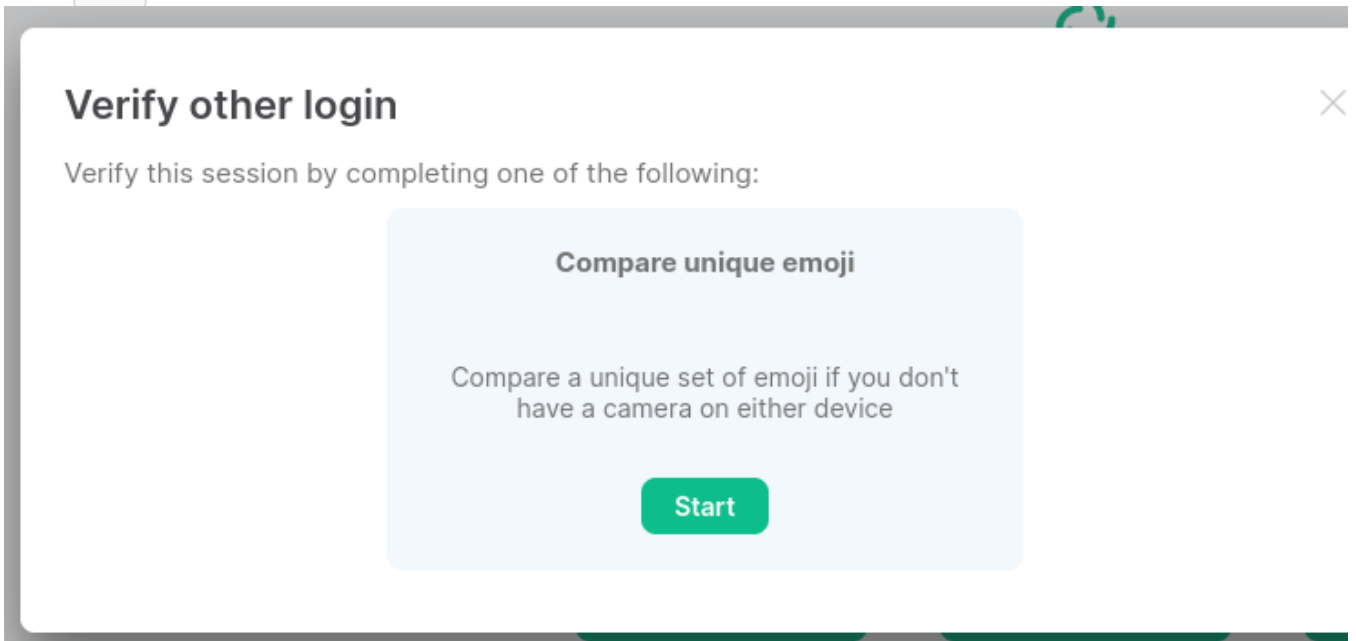 Verify other login
Verify this session by completing one of the following:
Compare unique emoji
Compare a unique set of emoji if you don't
have a camera on either device
Start